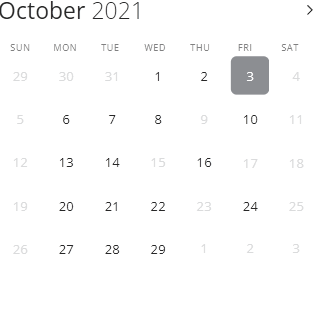 October 2021
SUN MON TUE WED THU FRI SAT
29 30 31 1 2 3 4
5 6 7 8 9 10 11
12 13 14 15 16 17 18
19 20 21 22 23 24 25
26 27 28 29 1 2 3